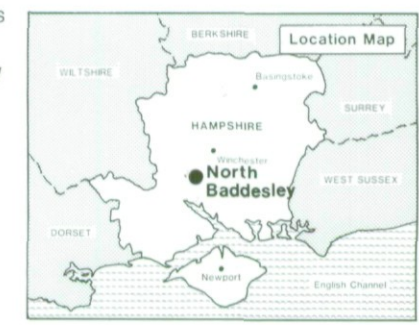 S
BERKSHIRE
Location Map
WILTSHIRE
Basingstoke
SURREY
HAMPSHIRE
Winchester
North
Baddesley
WEST SUSSEX
DORSET
Newport
English Channel